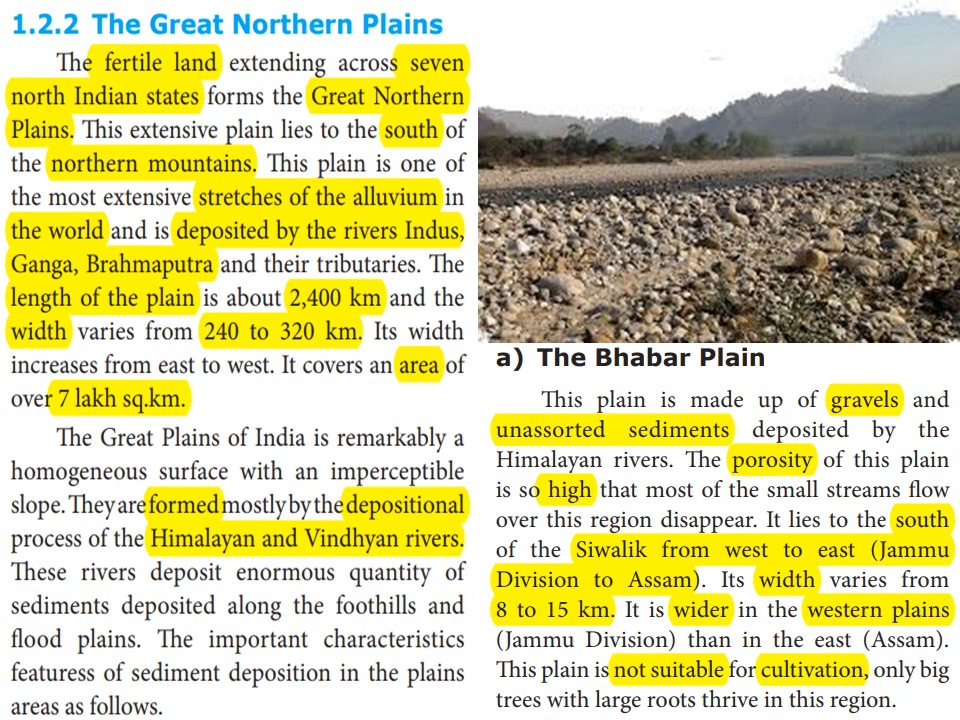 1.2.2 The Great Northern Plains
The fertile land extending across seven
north Indian states forms the Great Northern
Plains. This extensive plain lies to the south of
the northern mountains. This plain is one of
the most extensive stretches of the alluvium in
the world and is deposited by the rivers Indus,
Ganga, Brahmaputra and their tributaries. The
length of the plain is about 2,400 km and the
width varies from 240 to 320 km. Its width
increases from east to west. It covers an area of
over 7 lakh sq.km.
The Great Plains of India is remarkably a
homogeneous surface with an imperceptible
slope. They are formed mostly by the depositional
process of the Himalayan and Vindhyan rivers.
These rivers deposit enormous quantity of
sediments deposited along the foothills and
flood plains. The important characteristics
featuress of sediment deposition in the plains
areas as follows.
a) The Bhabar Plain
This plain is made up of gravels and
unassorted sediments deposited by the
Himalayan rivers. The porosity of this plain
is so high that most of the small streams flow
over this region disappear. It lies to the south
of the Siwalik from west to east (Jammu
Division to Assam). Its width varies from
8 to 15 km. It is wider in the western plains
(Jammu Division) than in the east (Assam).
This plain is not suitable for cultivation, only big
trees with large roots thrive in this region.